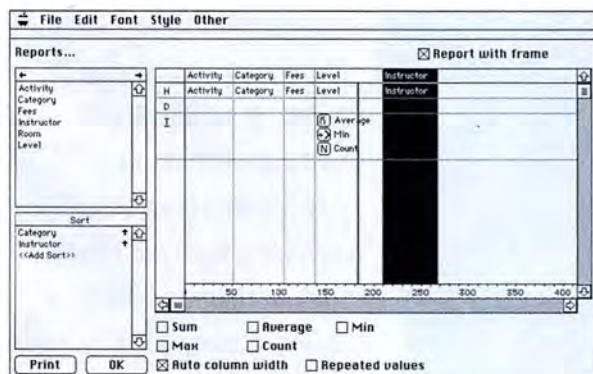 File Edit Font Style Other
Reports...
Report with frame
Activity
Category
Fees
Instructor
Room
Level
Sort
Category
Instructor
<<Add Sort>>
Print OK
Activity Category Fees Level Instructor
H Activity Category Fees Level Instructor
D
I
Average
Min
N Count
50 100 150 200 250 300 350 400
Sum Average Min
Max Count
Auto column width Repeated values